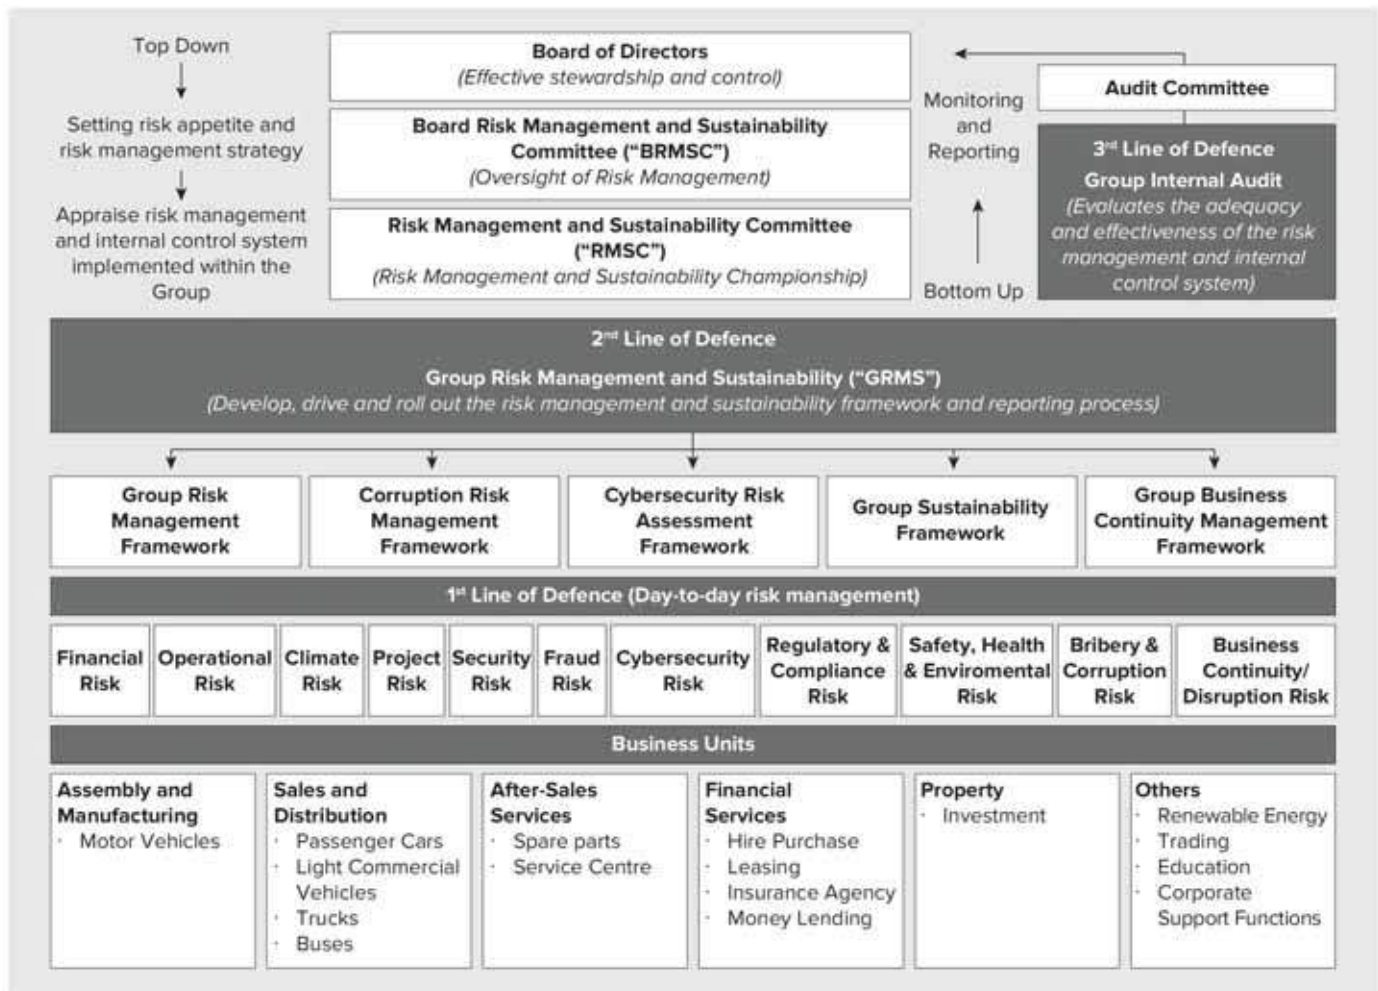 Top Down
Setting risk appetite and
risk management strategy
Appraise risk management
and internal control system
implemented within the
Group
Board of Directors
(Effective stewardship and control)
Board Risk Management and Sustainability
Committee (“BRMSC”)
(Oversight of Risk Management)
Risk Management and Sustainability Committee
(“RMSC”)
(Risk Management and Sustainability Championship)
Monitoring
and
Reporting
Bottom Up
Audit Committee
3rd Line of Defence
Group Internal Audit
(Evaluates the adequacy
and effectiveness of the risk
management and internal
control system)
2nd Line of Defence
Group Risk Management and Sustainability (“GRMS”)
(Develop, drive and roll out the risk management and sustainability framework and reporting process)
Group Risk
Management
Framework
Corruption Risk
Management
Framework
Cybersecurity Risk
Assessment
Framework
Group Sustainability
Framework
Group Business
Continuity Management
Framework
1st Line of Defence (Day-to-day risk management)
Financial
Risk
Operational
Risk
Climate
Risk
Project
Risk
Security
Risk
Fraud
Risk
Cybersecurity
Risk
Regulatory &
Compliance
Risk
Safety, Health
& Enviromental
Risk
Bribery &
Corruption
Risk
Business
Continuity/
Disruption Risk
Business Units
Assembly and
Manufacturing
· Motor Vehicles
Sales and
Distribution
· Passenger Cars
· Light Commercial
Vehicles
· Trucks
· Buses
After-Sales
Services
· Spare parts
· Service Centre
Financial
Services
· Hire Purchase
· Leasing
· Insurance Agency
· Money Lending
Property
· Investment
Others
· Renewable Energy
· Trading
· Education
· Corporate
Support Functions